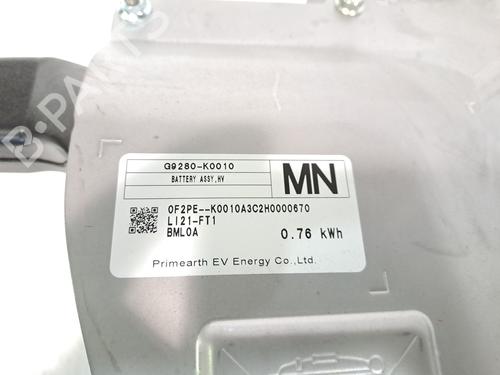 B-PARTS
G9280-K0010
BATTERY ASSY,HV
MN
0F2PE--K0010A3C2H0000670
LI21-FT1
BML0A 0.76 kWh
Primearth EV Energy Co.,Ltd.